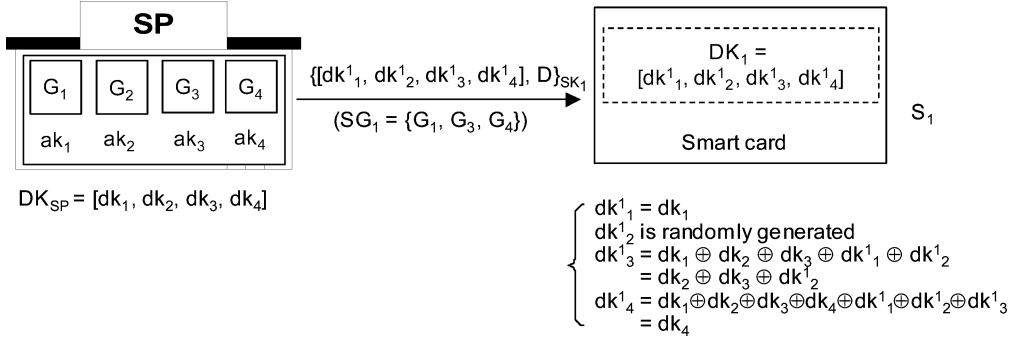 SP
G₁ G₂ G₃ G₄
ak₁ ak₂ ak₃ ak₄
DK_SP = [dk₁, dk₂, dk₃, dk₄]
{[dk¹₁, dk¹₂, dk¹₃, dk¹₄], D}_SK₁
(SG₁ = {G₁, G₃, G₄})
DK₁ =
[dk¹₁, dk¹₂, dk¹₃, dk¹₄]
Smart card
S₁
dk¹₁ = dk₁
dk¹₂ is randomly generated
dk¹₃ = dk₁ ⊕ dk₂ ⊕ dk₃ ⊕ dk¹₁ ⊕ dk¹₂
= dk₂ ⊕ dk₃ ⊕ dk¹₂
dk¹₄ = dk₁⊕dk₂⊕dk₃⊕dk₄⊕dk¹₁⊕dk¹₂⊕dk¹₃
= dk₄